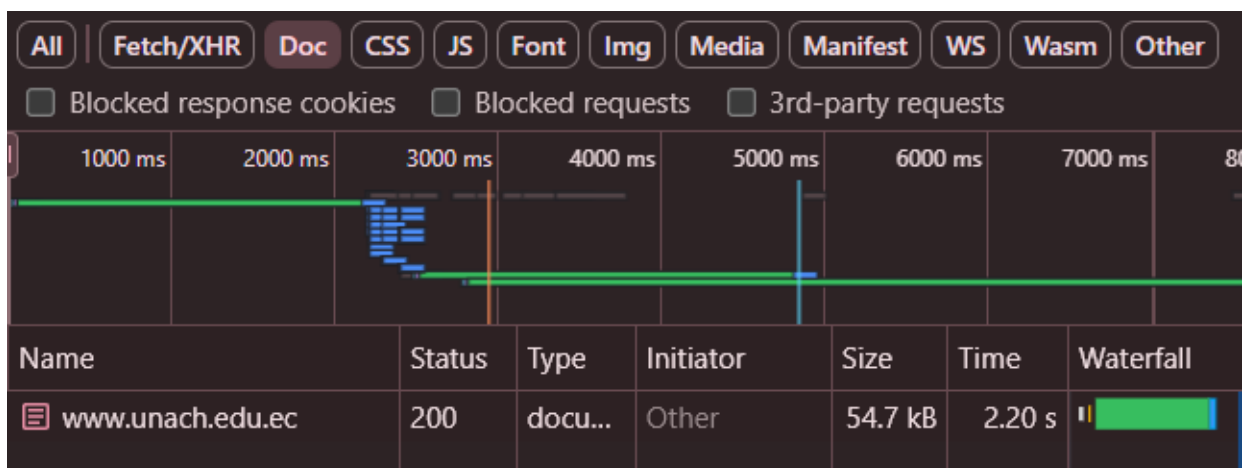 All Fetch/XHR Doc CSS JS Font Img Media Manifest WS Wasm Other
Blocked response cookies Blocked requests 3rd-party requests
1000 ms 2000 ms 3000 ms 4000 ms 5000 ms 6000 ms 7000 ms
Name Status Type Initiator Size Time Waterfall
www.unach.edu.ec 200 docu... Other 54.7 kB 2.20 s